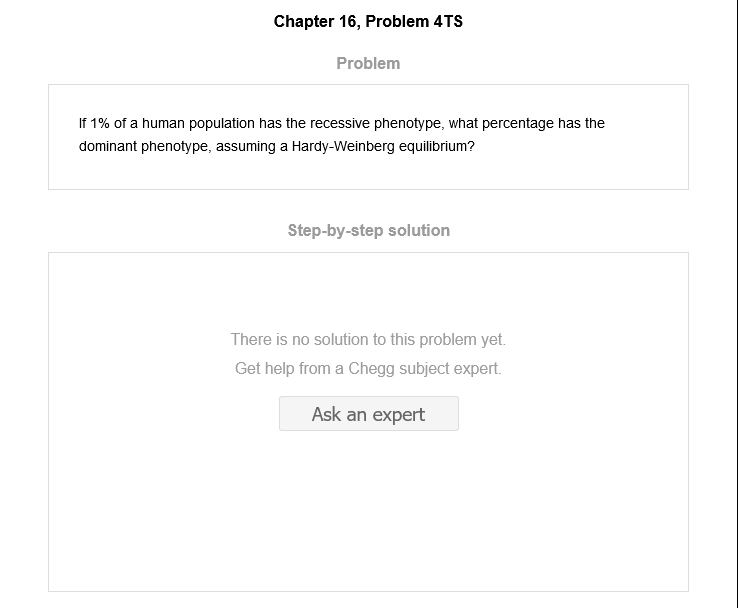 Chapter 16, Problem 4TS
Problem
If 1% of a human population has the recessive phenotype, what percentage has the
dominant phenotype, assuming a Hardy-Weinberg equilibrium?
Step-by-step solution
There is no solution to this problem yet.
Get help from a Chegg subject expert.
Ask an expert